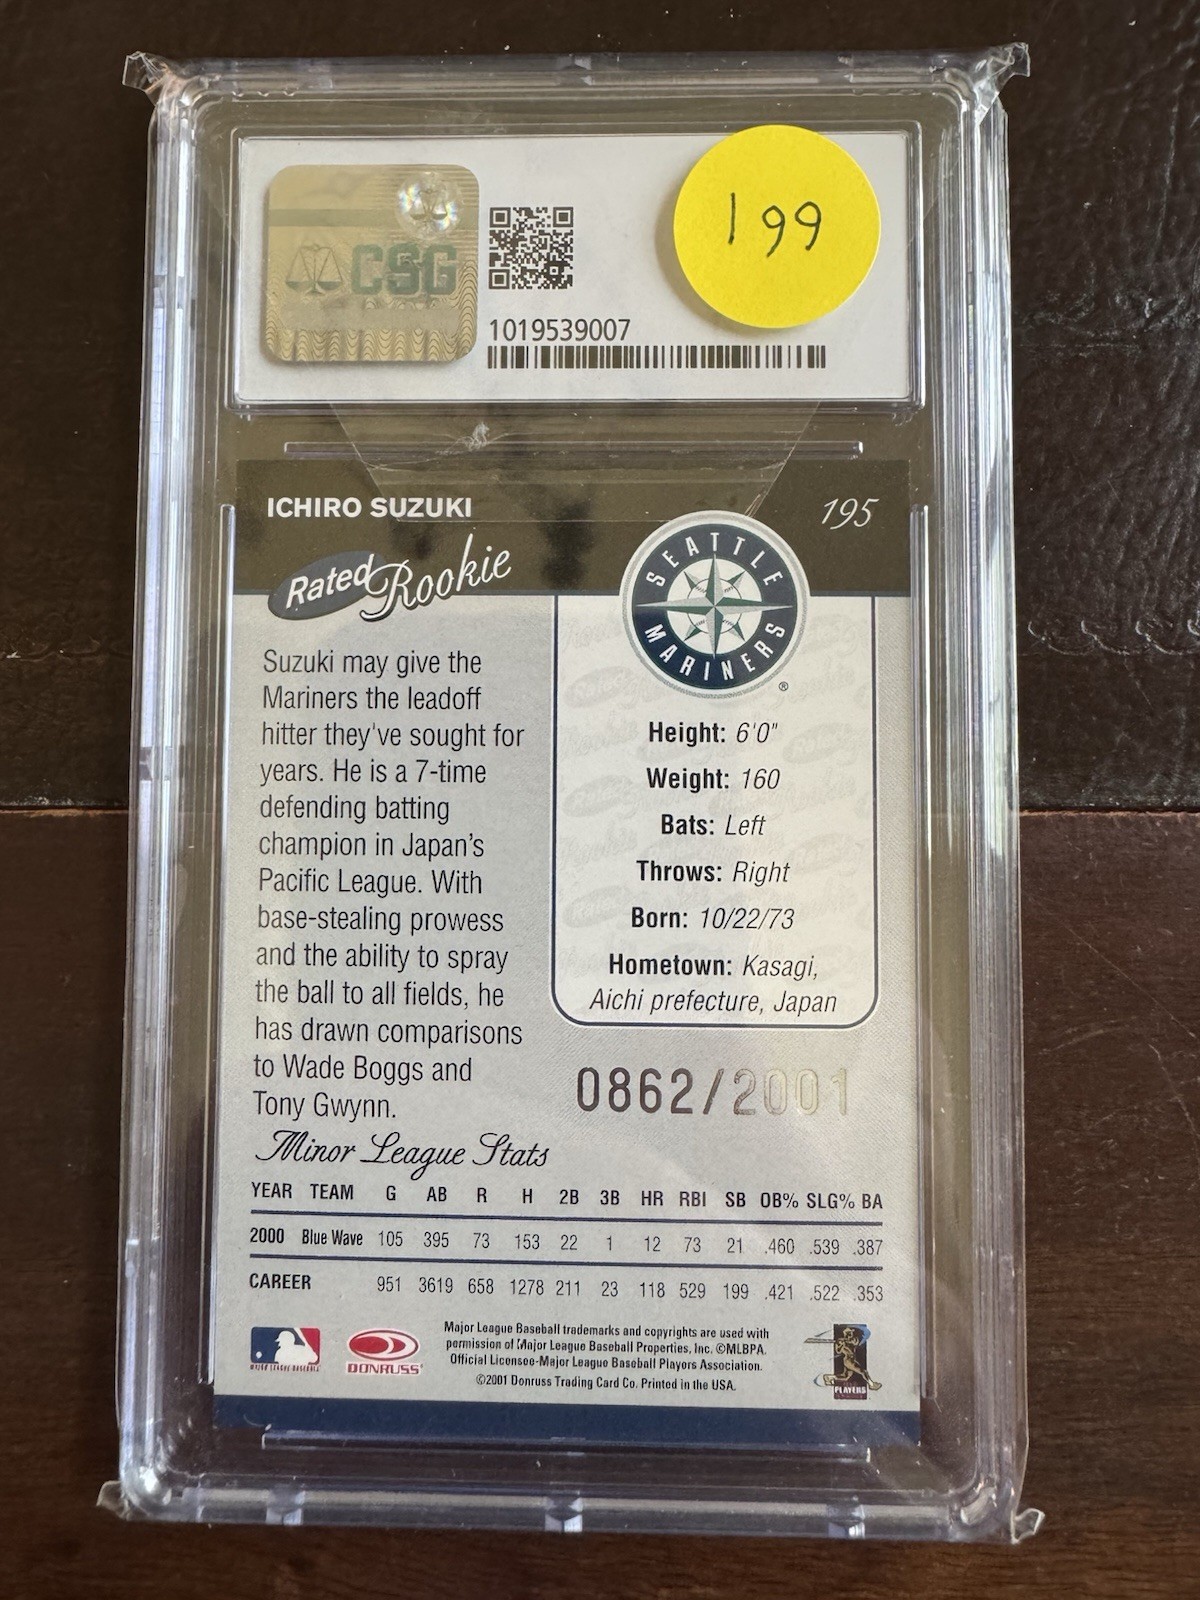 CSG
199
1019539007
ICHIRO SUZUKI
195
Rated Rookie
SEATTLE MARINERS
®
Suzuki may give the
Mariners the leadoff
hitter they've sought for
years. He is a 7-time
defending batting
champion in Japan's
Pacific League. With
base-stealing prowess
and the ability to spray
the ball to all fields, he
has drawn comparisons
to Wade Boggs and
Tony Gwynn.
Height: 6'0"
Weight: 160
Bats: Left
Throws: Right
Born: 10/22/73
Hometown: Kasagi,
Aichi prefecture, Japan
0862/2001
Minor League Stats
YEAR TEAM G AB R H 2B 3B HR RBI SB OB% SLG% BA
2000 Blue Wave 105 395 73 153 22 1 12 73 21 .460 .539 .387
CAREER 951 3619 658 1278 211 23 118 529 199 .421 .522 .353
MAJOR LEAGUE BASEBALL
DONRUSS
Major League Baseball trademarks and copyrights are used with
permission of Major League Baseball Properties, Inc. ©MLBPA.
Official Licensee-Major League Baseball Players Association.
©2001 Donruss Trading Card Co. Printed in the USA.
PLAYERS